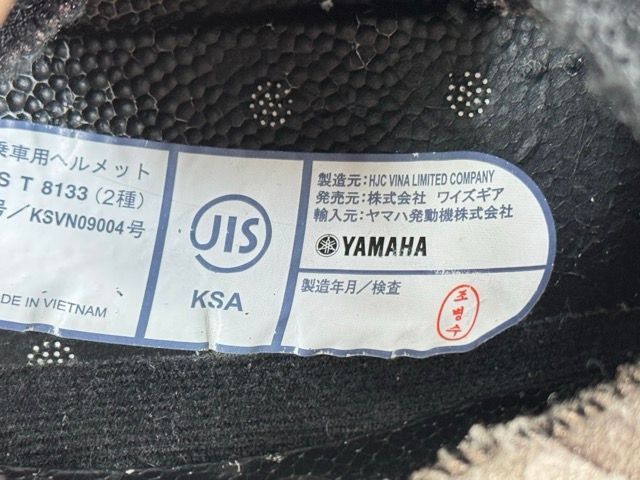 乗車用ヘルメット
S T 8133 (2種)
号／KSVN09004号
MADE IN VIETNAM
JIS
KSA
製造元:HJC VINA LIMITED COMPANY
発売元:株式会社 ワイズギア
輸入元:ヤマハ発動機株式会社
YAMAHA
製造年月／検査
조병수